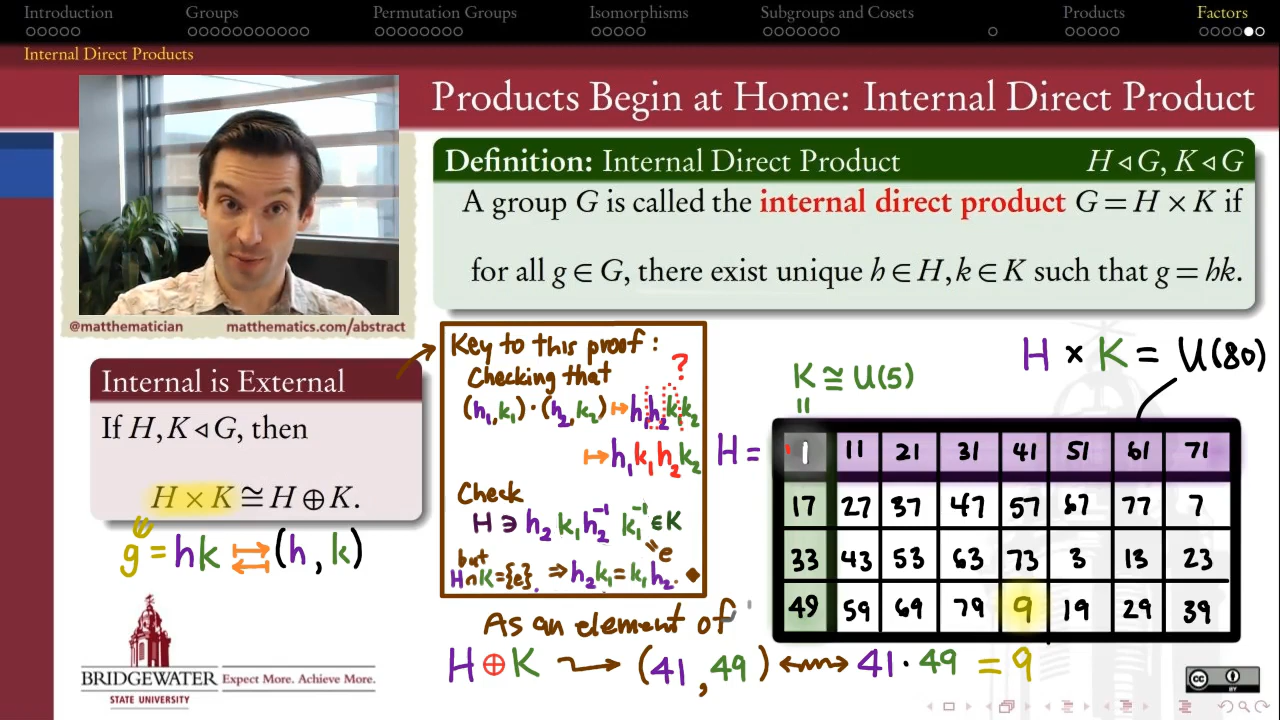 Introduction Groups Permutation Groups Isomorphisms Subgroups and Cosets Products Factors
Internal Direct Products
Products Begin at Home: Internal Direct Product
Definition: Internal Direct Product H ◃ G, K ◃ G
A group G is called the internal direct product G = H × K if
for all g ∈ G, there exist unique h ∈ H, k ∈ K such that g = hk.
@matthematician matthematics.com/abstract
Internal is External
If H, K ◃ G, then
H × K ≅ H ⊕ K.
g = hk ⇄ (h, k)
Key to this proof:
Checking that ?
(h₁,k₁)·(h₂,k₂) ↦ h₁h₂k₁k₂
↦ h₁k₁h₂k₂
Check
H ∋ h₂ k₁h₂⁻¹ k₁⁻¹ ∈ K
= e
but
H∩K={e}. ⇒ h₂k₁=k₁h₂. ◆
H × K = U(80)
K ≅ U(5)
=
H =
1 11 21 31 41 51 61 71
17 27 37 47 57 67 77 7
33 43 53 63 73 3 13 23
49 59 69 79 9 19 29 39
As an element of
H ⊕ K → (41, 49) ↔ 41 · 49 = 9
BRIDGEWATER
STATE UNIVERSITY
Expect More. Achieve More.
cc BY